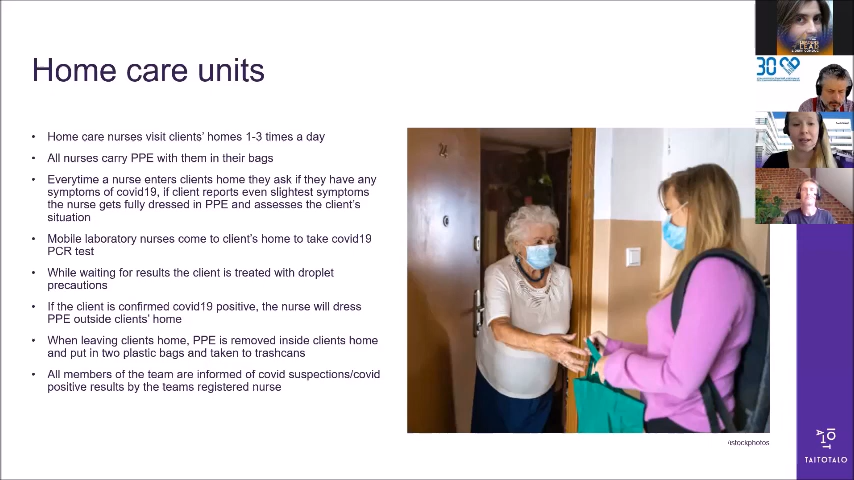 Home care units
• Home care nurses visit clients’ homes 1-3 times a day
• All nurses carry PPE with them in their bags
• Everytime a nurse enters clients home they ask if they have any
symptoms of covid19, if client reports even slightest symptoms
the nurse gets fully dressed in PPE and assesses the client’s
situation
• Mobile laboratory nurses come to client’s home to take covid19
PCR test
• While waiting for results the client is treated with droplet
precautions
• If the client is confirmed covid19 positive, the nurse will dress
PPE outside clients’ home
• When leaving clients home, PPE is removed inside clients home
and put in two plastic bags and taken to trashcans
• All members of the team are informed of covid suspections/covid
positive results by the teams registered nurse
24
istockphotos
30
TAITOTALO